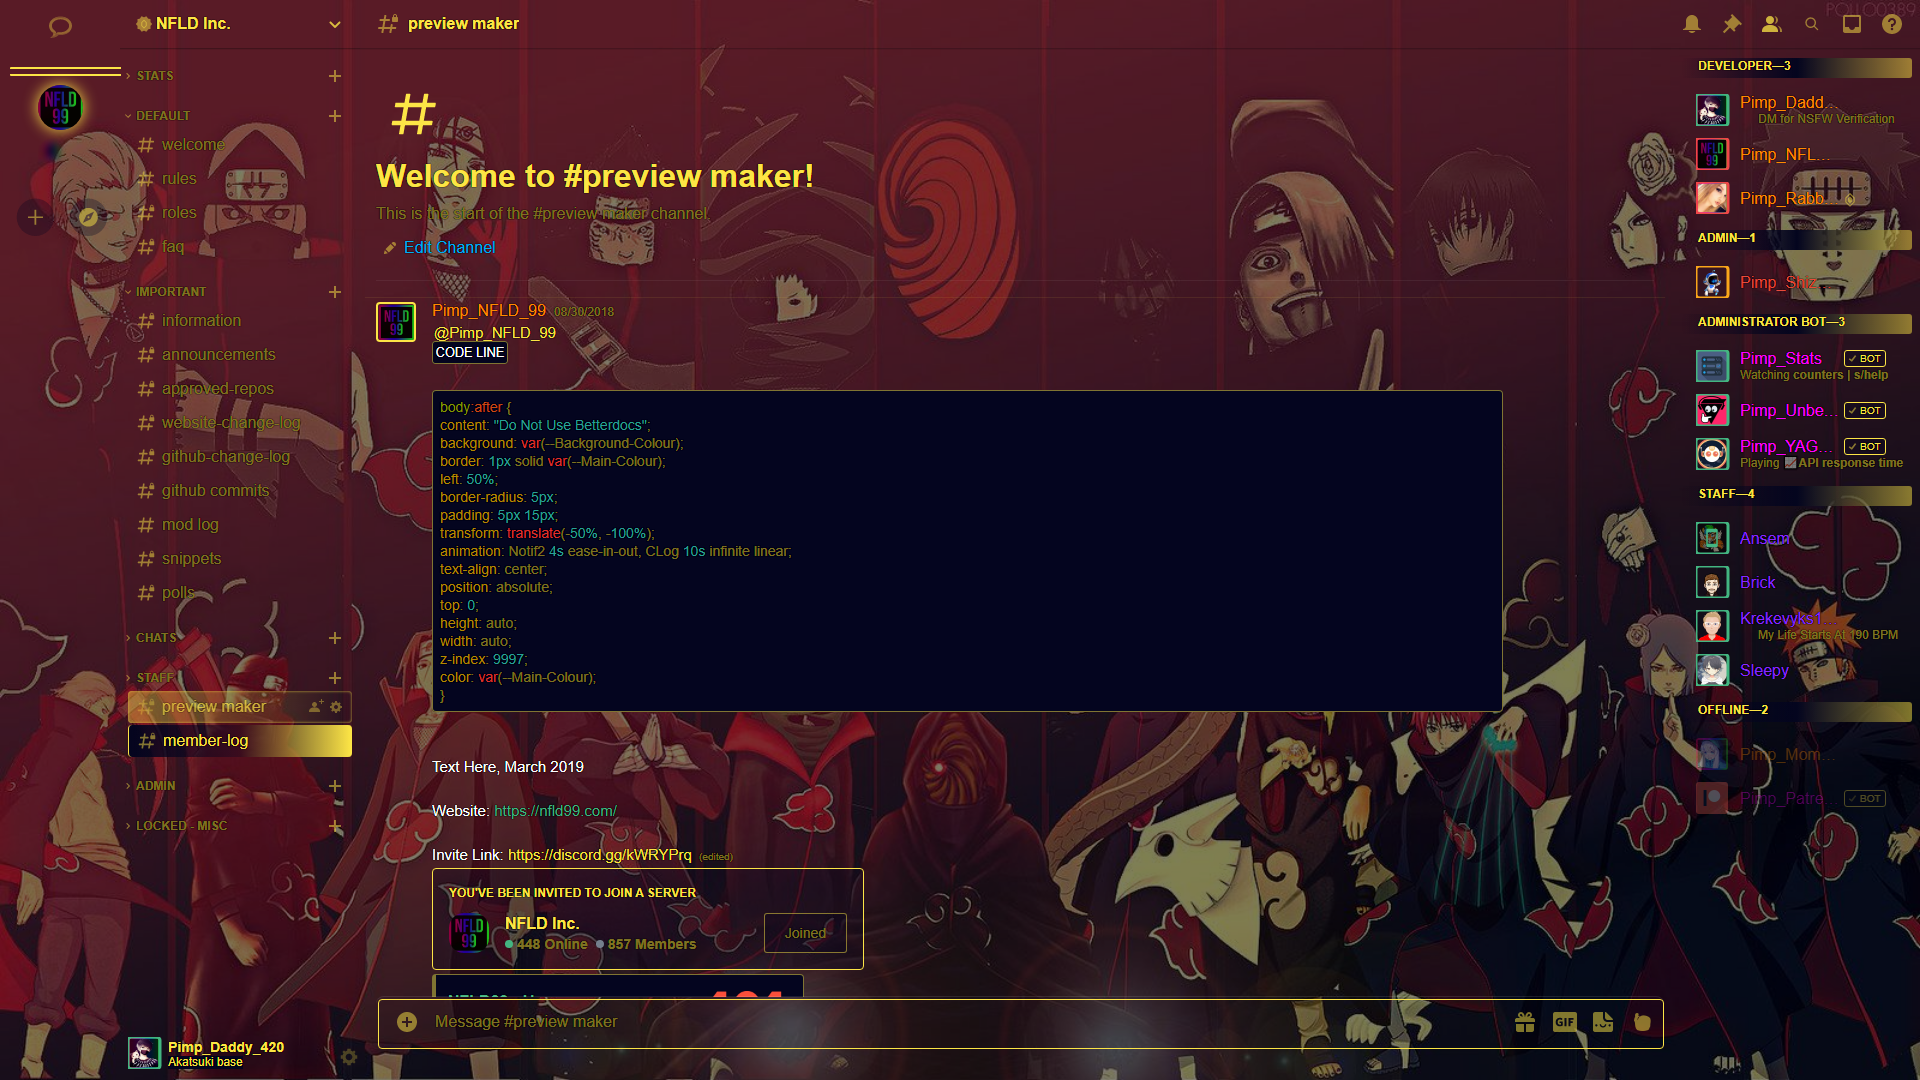 NFLD Inc.
preview maker
POLLO0389
STATS
NFLD
99
DEFAULT
welcome
rules
roles
faq
IMPORTANT
information
announcements
approved-repos
website-change-log
github-change-log
github commits
mod log
snippets
polls
CHATS
STAFF
preview maker
member-log
ADMIN
LOCKED - MISC
Pimp_Daddy_420
Akatsuki base
Welcome to #preview maker!
This is the start of the #preview maker channel.
Edit Channel
NFLD
99
Pimp_NFLD_99 08/30/2018
@Pimp_NFLD_99
CODE LINE
body:after {
content: "Do Not Use Betterdocs";
background: var(--Background-Colour);
border: 1px solid var(--Main-Colour);
left: 50%;
border-radius: 5px;
padding: 5px 15px;
transform: translate(-50%, -100%);
animation: Notif2 4s ease-in-out, CLog 10s infinite linear;
text-align: center;
position: absolute;
top: 0;
height: auto;
width: auto;
z-index: 9997;
color: var(--Main-Colour);
}
Text Here, March 2019
Website: https://nfld99.com/
Invite Link: https://discord.gg/kWRYPrq (edited)
YOU'VE BEEN INVITED TO JOIN A SERVER
NFLD
99
NFLD Inc.
448 Online 857 Members
Joined
Message #preview maker
GIF
DEVELOPER—3
Pimp_Dadd...
DM for NSFW Verification
NFLD
99
Pimp_NFL...
Pimp_Rabb...
ADMIN—1
Pimp_Shiz
ADMINISTRATOR BOT—3
Pimp_Stats ✓ BOT
Watching counters | s/help
Pimp_Unbe... ✓ BOT
Pimp_YAG... ✓ BOT
Playing API response time
STAFF—4
Ansem
Brick
Krekevyks1...
My Life Starts At 190 BPM
Sleepy
OFFLINE—2
Pimp_Mom...
Pimp_Patre... ✓ BOT